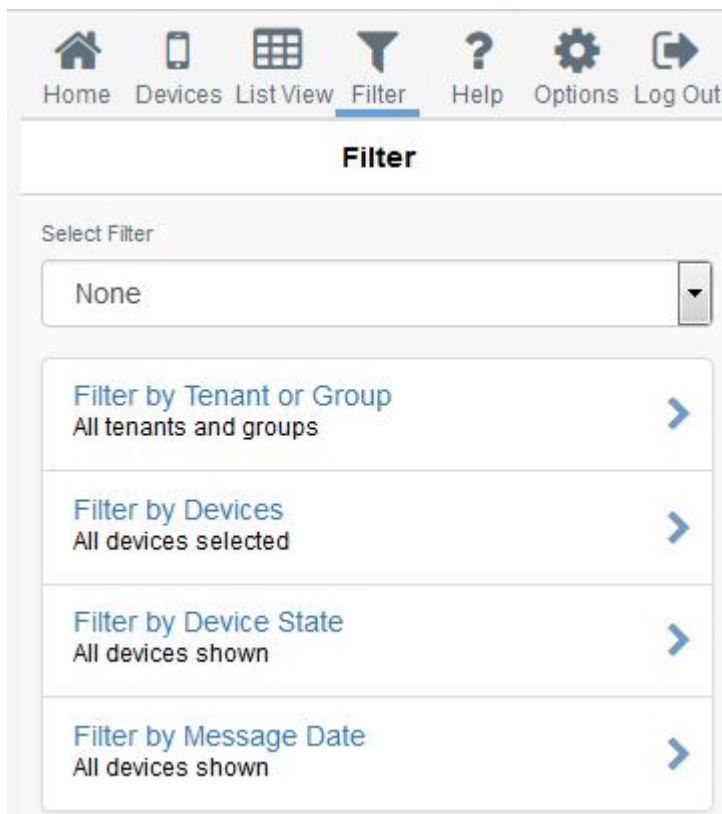 Home Devices List View Filter Help Options Log Out
Filter
Select Filter
None
Filter by Tenant or Group
All tenants and groups
Filter by Devices
All devices selected
Filter by Device State
All devices shown
Filter by Message Date
All devices shown